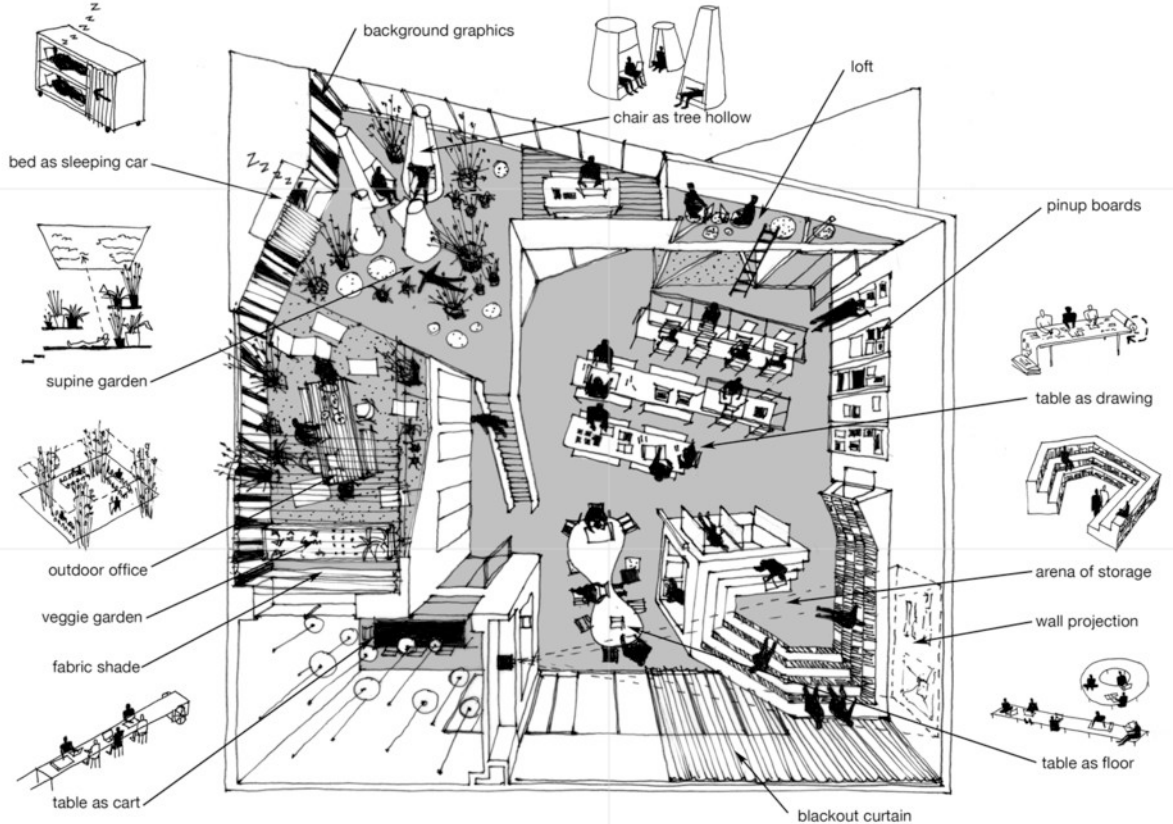 background graphics
loft
chair as tree hollow
bed as sleeping car
pinup boards
supine garden
table as drawing
outdoor office
arena of storage
veggie garden
wall projection
fabric shade
table as floor
table as cart
blackout curtain
z z z z z
z z z z